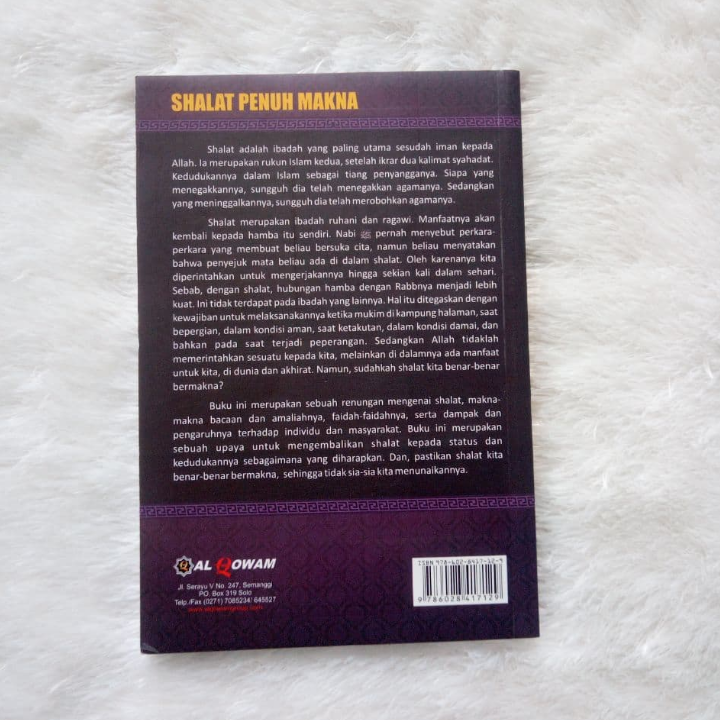 SHALAT PENUH MAKNA
Shalat adalah ibadah yang paling utama sesudah iman kepada
Allah. Ia merupakan rukun Islam kedua, setelah ikrar dua kalimat syahadat.
Kedudukannya dalam Islam sebagai tiang penyangganya. Siapa yang
menegakkannya, sungguh dia telah menegakkan agamanya. Sedangkan
yang meninggalkannya, sungguh dia telah merobohkan agamanya.
Shalat merupakan ibadah ruhani dan ragawi. Manfaatnya akan
kembali kepada hamba itu sendiri. Nabi ﷺ pernah menyebut perkara-
perkara yang membuat beliau bersuka cita, namun beliau menyatakan
bahwa penyejuk mata beliau ada di dalam shalat. Oleh karenanya kita
diperintahkan untuk mengerjakannya hingga sekian kali dalam sehari.
Sebab, dengan shalat, hubungan hamba dengan Rabbnya menjadi lebih
kuat. Ini tidak terdapat pada ibadah yang lainnya. Hal itu ditegaskan dengan
kewajiban untuk melaksanakannya ketika mukim di kampung halaman, saat
bepergian, dalam kondisi aman, saat ketakutan, dalam kondisi damai, dan
bahkan pada saat terjadi peperangan. Sedangkan Allah tidaklah
memerintahkan sesuatu kepada kita, melainkan di dalamnya ada manfaat
untuk kita, di dunia dan akhirat. Namun, sudahkah shalat kita benar-benar
bermakna?
Buku ini merupakan sebuah renungan mengenai shalat, makna-
makna bacaan dan amaliahnya, faidah-faidahnya, serta dampak dan
pengaruhnya terhadap individu dan masyarakat. Buku ini merupakan
sebuah upaya untuk mengembalikan shalat kepada status dan
kedudukannya sebagaimana yang diharapkan. Dan, pastikan shalat kita
benar-benar bermakna, sehingga tidak sia-sia kita menunaikannya.
AL QOWAM
Jl. Serayu V No. 247, Semanggi
PO. Box 319 Solo
Telp./Fax (0271) 7085234/ 645527
9 786028 417129